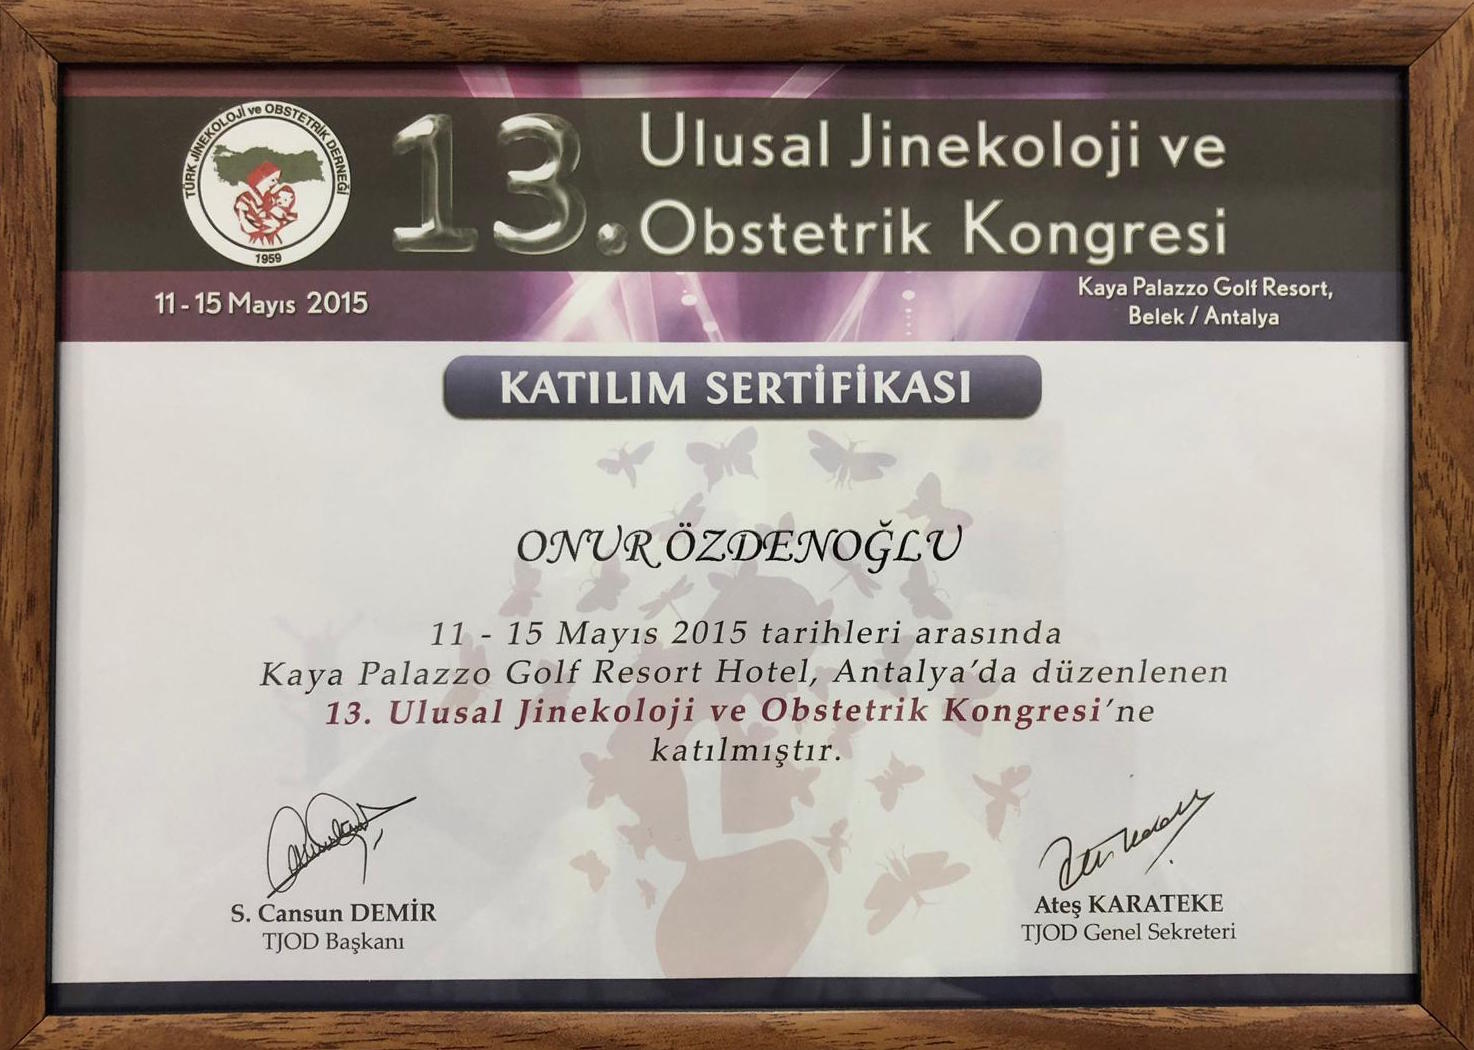 TÜRK JİNEKOLOJİ ve OBSTETRİK DERNEĞİ
1959
13. Ulusal Jinekoloji ve
Obstetrik Kongresi
11 - 15 Mayıs 2015
Kaya Palazzo Golf Resort,
Belek / Antalya
KATILIM SERTİFİKASI
ONUR ÖZDENOĞLU
11 - 15 Mayıs 2015 tarihleri arasında
Kaya Palazzo Golf Resort Hotel, Antalya'da düzenlenen
13. Ulusal Jinekoloji ve Obstetrik Kongresi'ne
katılmıştır.
S. Cansun DEMİR
TJOD Başkanı
Ateş KARATEKE
TJOD Genel Sekreteri